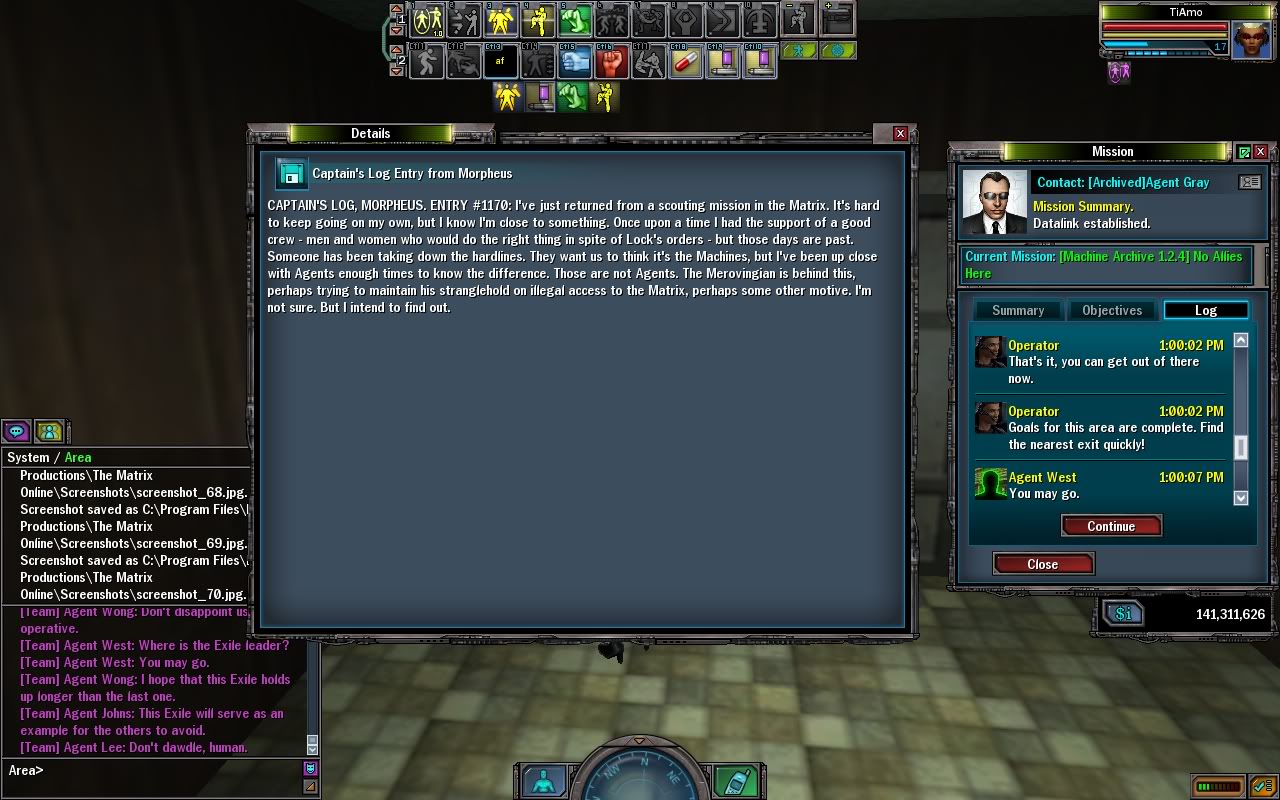 1
1.0
2
af
TiAmo
17
Details
Captain's Log Entry from Morpheus
CAPTAIN'S LOG, MORPHEUS. ENTRY #1170: I've just returned from a scouting mission in the Matrix. It's hard
to keep going on my own, but I know I'm close to something. Once upon a time I had the support of a good
crew - men and women who would do the right thing in spite of Lock's orders - but those days are past.
Someone has been taking down the hardlines. They want us to think it's the Machines, but I've been up close
with Agents enough times to know the difference. Those are not Agents. The Merovingian is behind this,
perhaps trying to maintain his stranglehold on illegal access to the Matrix, perhaps some other motive. I'm
not sure. But I intend to find out.
Mission
Contact: [Archived]Agent Gray
Mission Summary.
Datalink established.
Current Mission: [Machine Archive 1.2.4] No Allies
Here
Summary
Objectives
Log
Operator 1:00:02 PM
That's it, you can get out of there
now.
Operator 1:00:02 PM
Goals for this area are complete. Find
the nearest exit quickly!
Agent West 1:00:07 PM
You may go.
Continue
Close
$i 141,311,626
System / Area
Productions\The Matrix
Online\Screenshots\screenshot_68.jpg.
Screenshot saved as C:\Program Files\
Productions\The Matrix
Online\Screenshots\screenshot_69.jpg.
Screenshot saved as C:\Program Files\
Productions\The Matrix
Online\Screenshots\screenshot_70.jpg.
[Team] Agent Wong: Don't disappoint us,
operative.
[Team] Agent West: Where is the Exile leader?
[Team] Agent West: You may go.
[Team] Agent Wong: I hope that this Exile holds
up longer than the last one.
[Team] Agent Johns: This Exile will serve as an
example for the others to avoid.
[Team] Agent Lee: Don't dawdle, human.
Area>
NW N NE